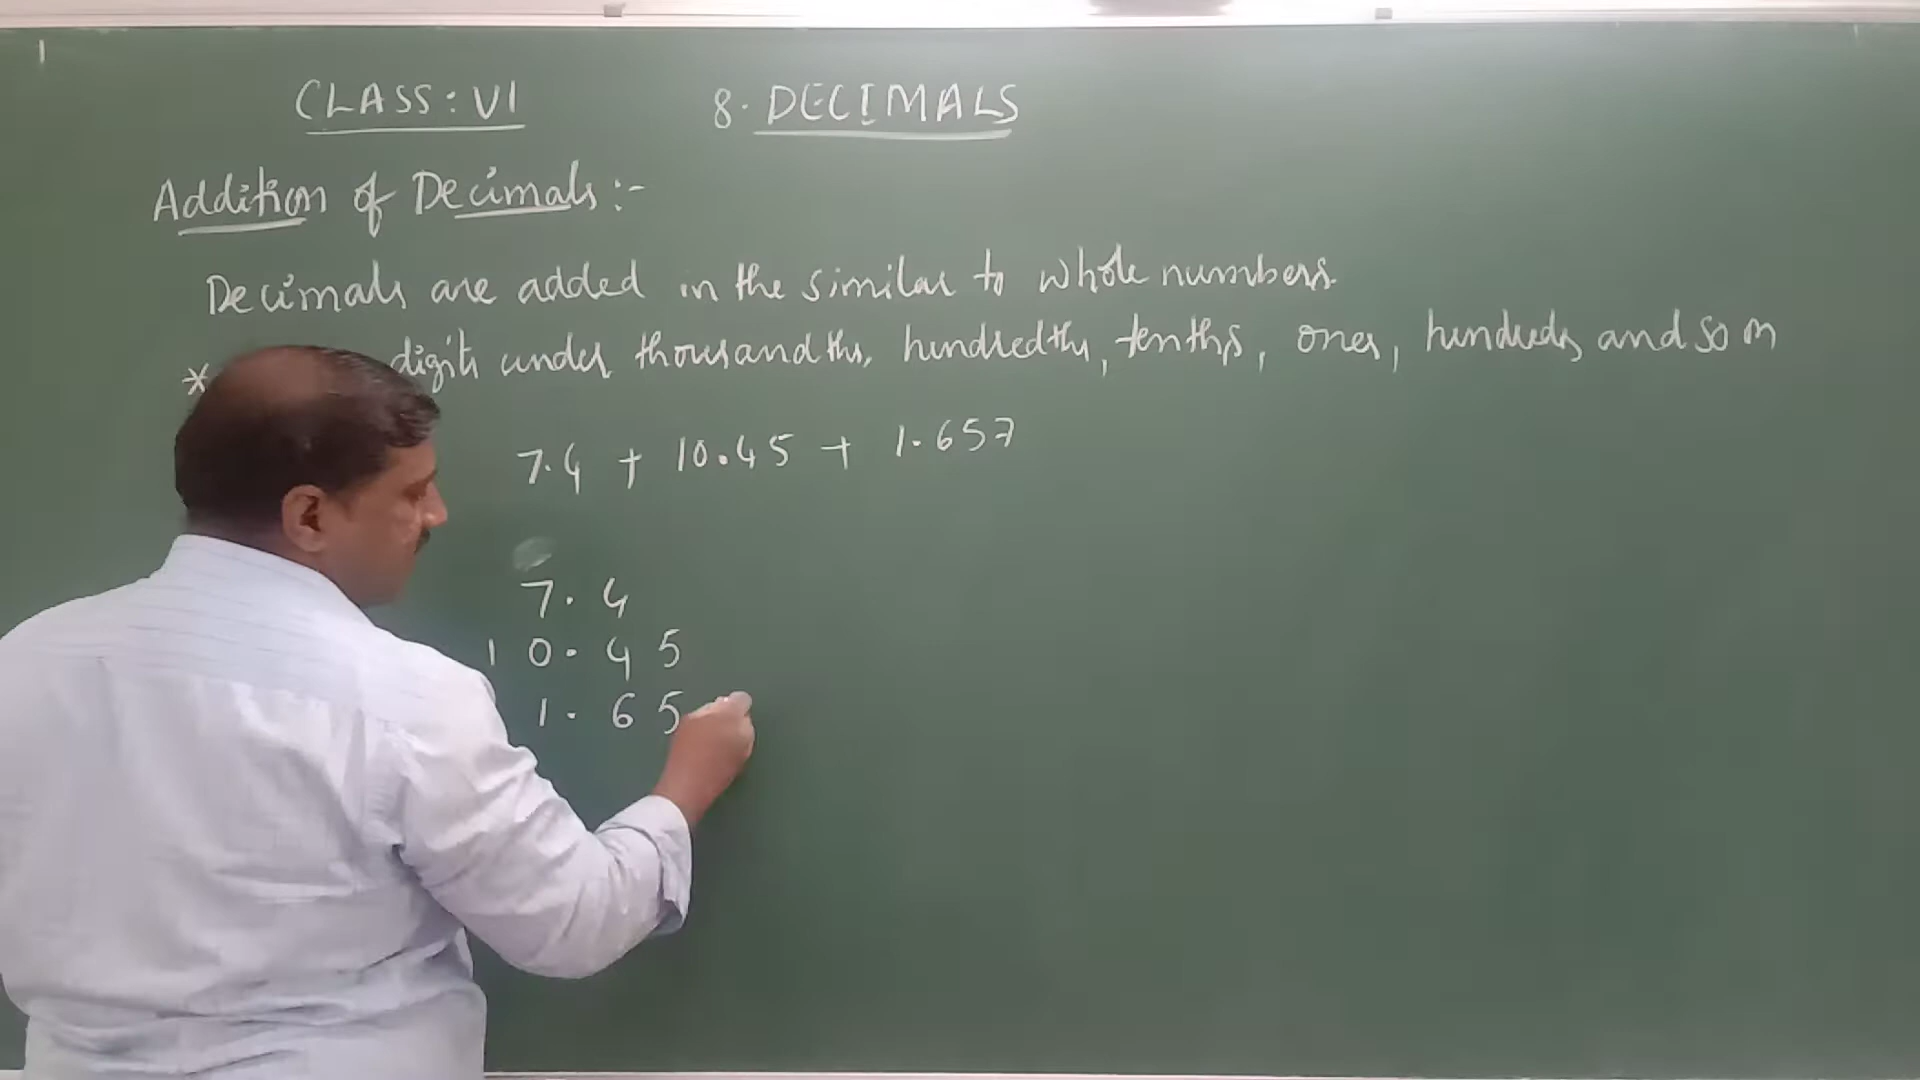 CLASS: VI 8. DECIMALS
Addition of Decimals :-
Decimals are added in the similar to whole numbers.
* digits under thousandths, hundredths, tenths, ones, hundreds and so on
7.4 + 10.45 + 1.657
7. 4
1 0. 4 5
1. 6 5